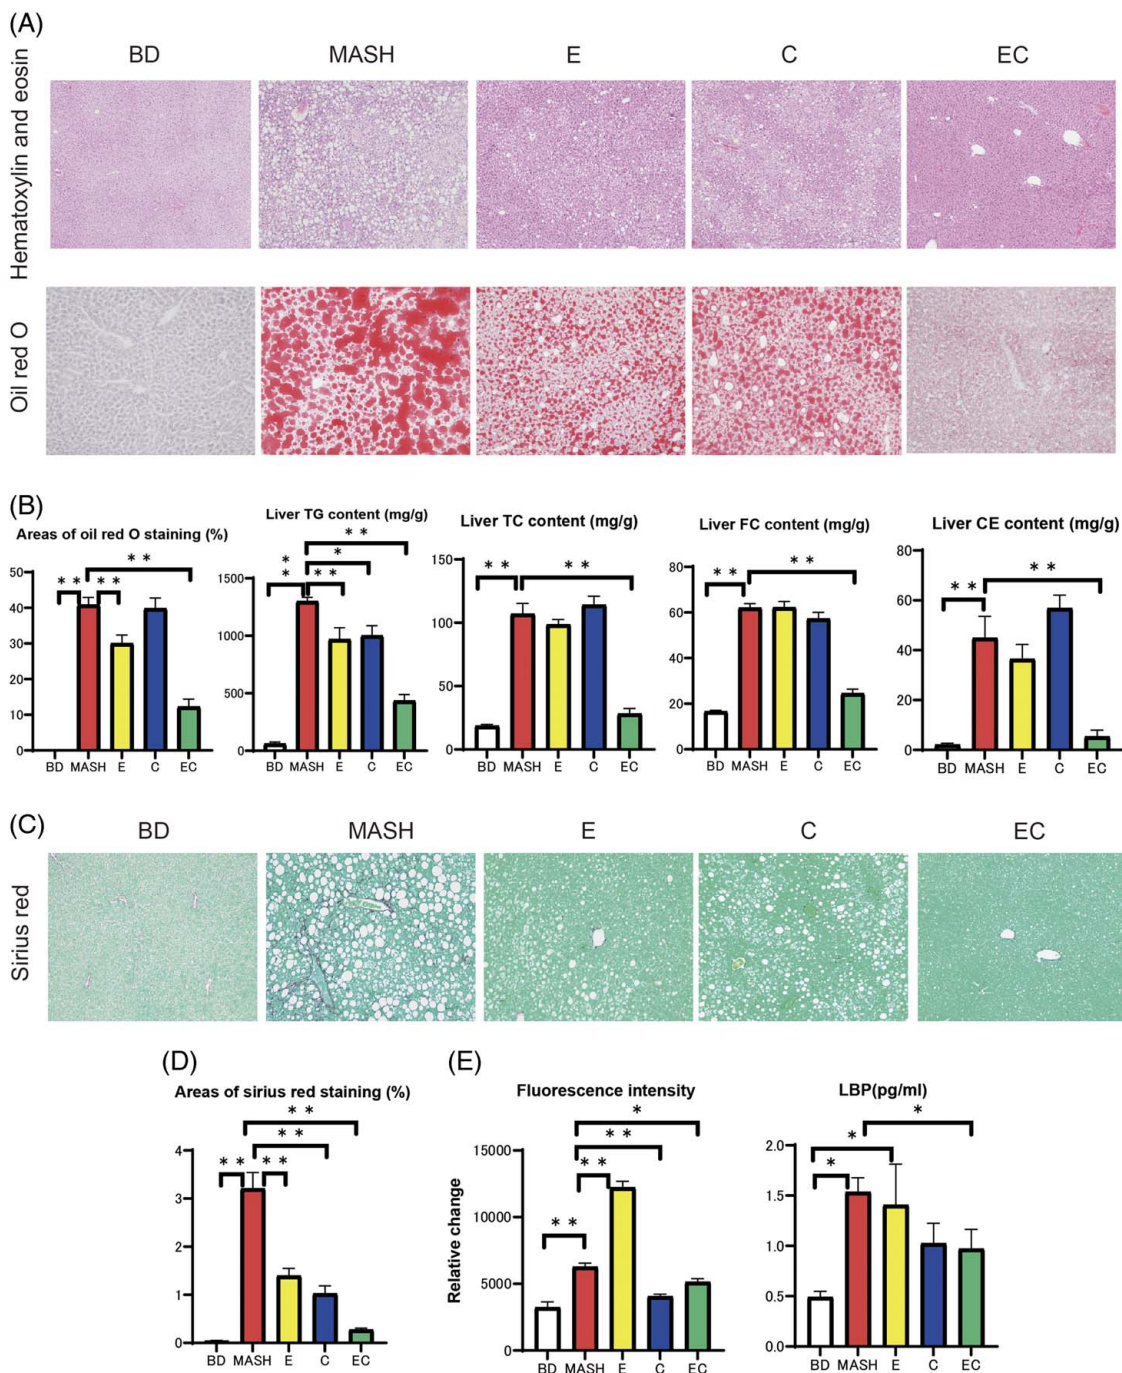 (A)
BD MASH E C EC
Hematoxylin and eosin
Oil red O
(B)
Areas of oil red O staining (%)
* * * * * *
50
40
30
20
10
0
BD MASH E C EC
Liver TG content (mg/g)
* *
*
* * * *
1500
1000
500
0
BD MASH E C EC
Liver TC content (mg/g)
* * * *
150
100
50
0
BD MASH E C EC
Liver FC content (mg/g)
* * * *
80
60
40
20
0
BD MASH E C EC
Liver CE content (mg/g)
* * * *
80
60
40
20
0
BD MASH E C EC
(C)
BD MASH E C EC
Sirius red
(D)
Areas of sirius red staining (%)
* *
* *
* * * *
4
3
2
1
0
BD MASH E C EC
(E)
Fluorescence intensity
*
* *
* *
* *
Relative change
15000
10000
5000
0
BD MASH E C EC
LBP(pg/ml)
*
*
*
2.0
1.5
1.0
0.5
0.0
BD MASH E C EC